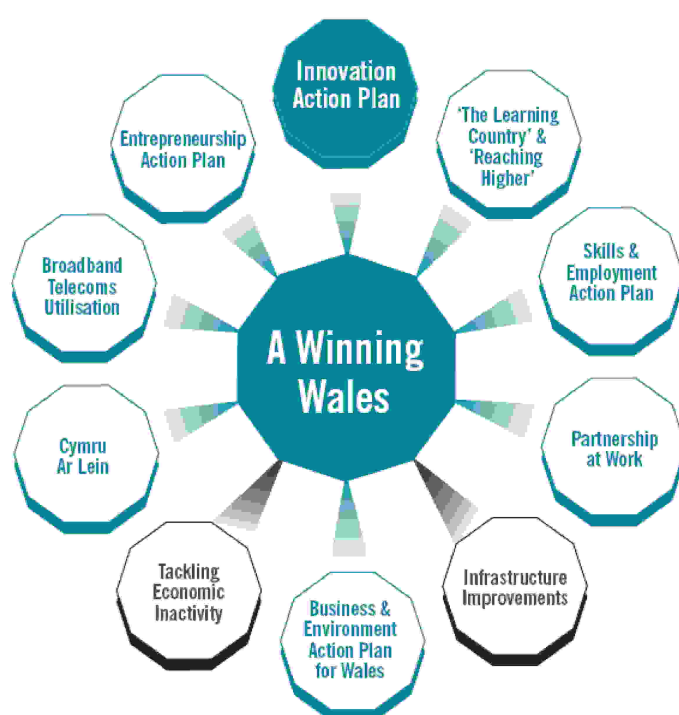 Innovation
Action Plan
'The Learning
Country' &
'Reaching
Higher'
Skills &
Employment
Action Plan
Partnership
at Work
Infrastructure
Improvements
Business &
Environment
Action Plan
for Wales
Tackling
Economic
Inactivity
Cymru
Ar Lein
Broadband
Telecoms
Utilisation
Entrepreneurship
Action Plan
A Winning
Wales